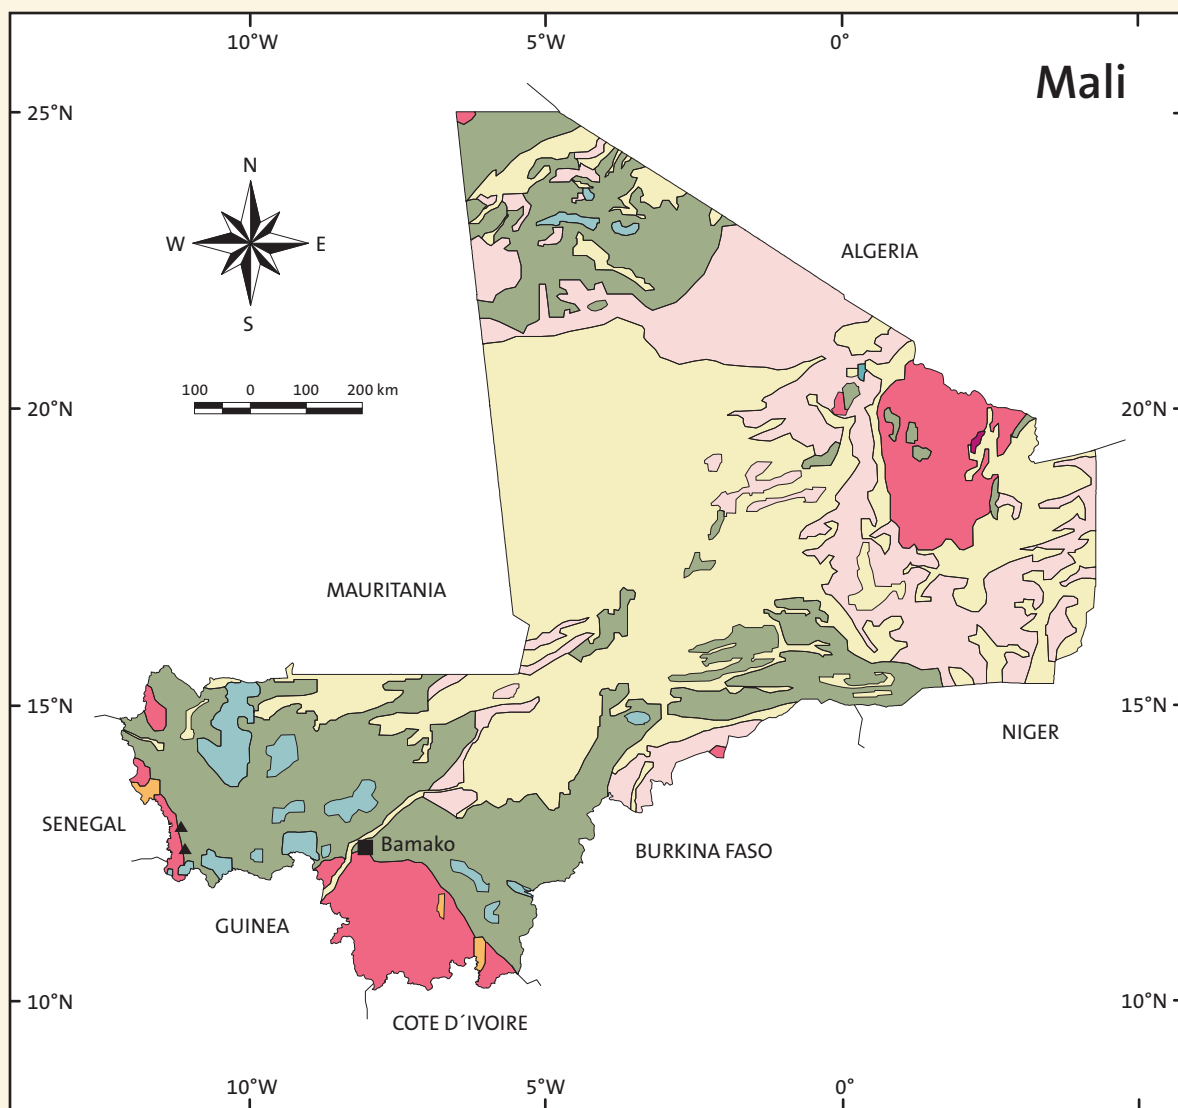 10°W 5°W 0°
Mali
25°N
N
W E
S
ALGERIA
100 0 100 200 km
20°N 20°N
MAURITANIA
15°N 15°N
NIGER
SENEGAL
Bamako
BURKINA FASO
GUINEA
10°N 10°N
COTE D´IVOIRE
10°W 5°W 0°